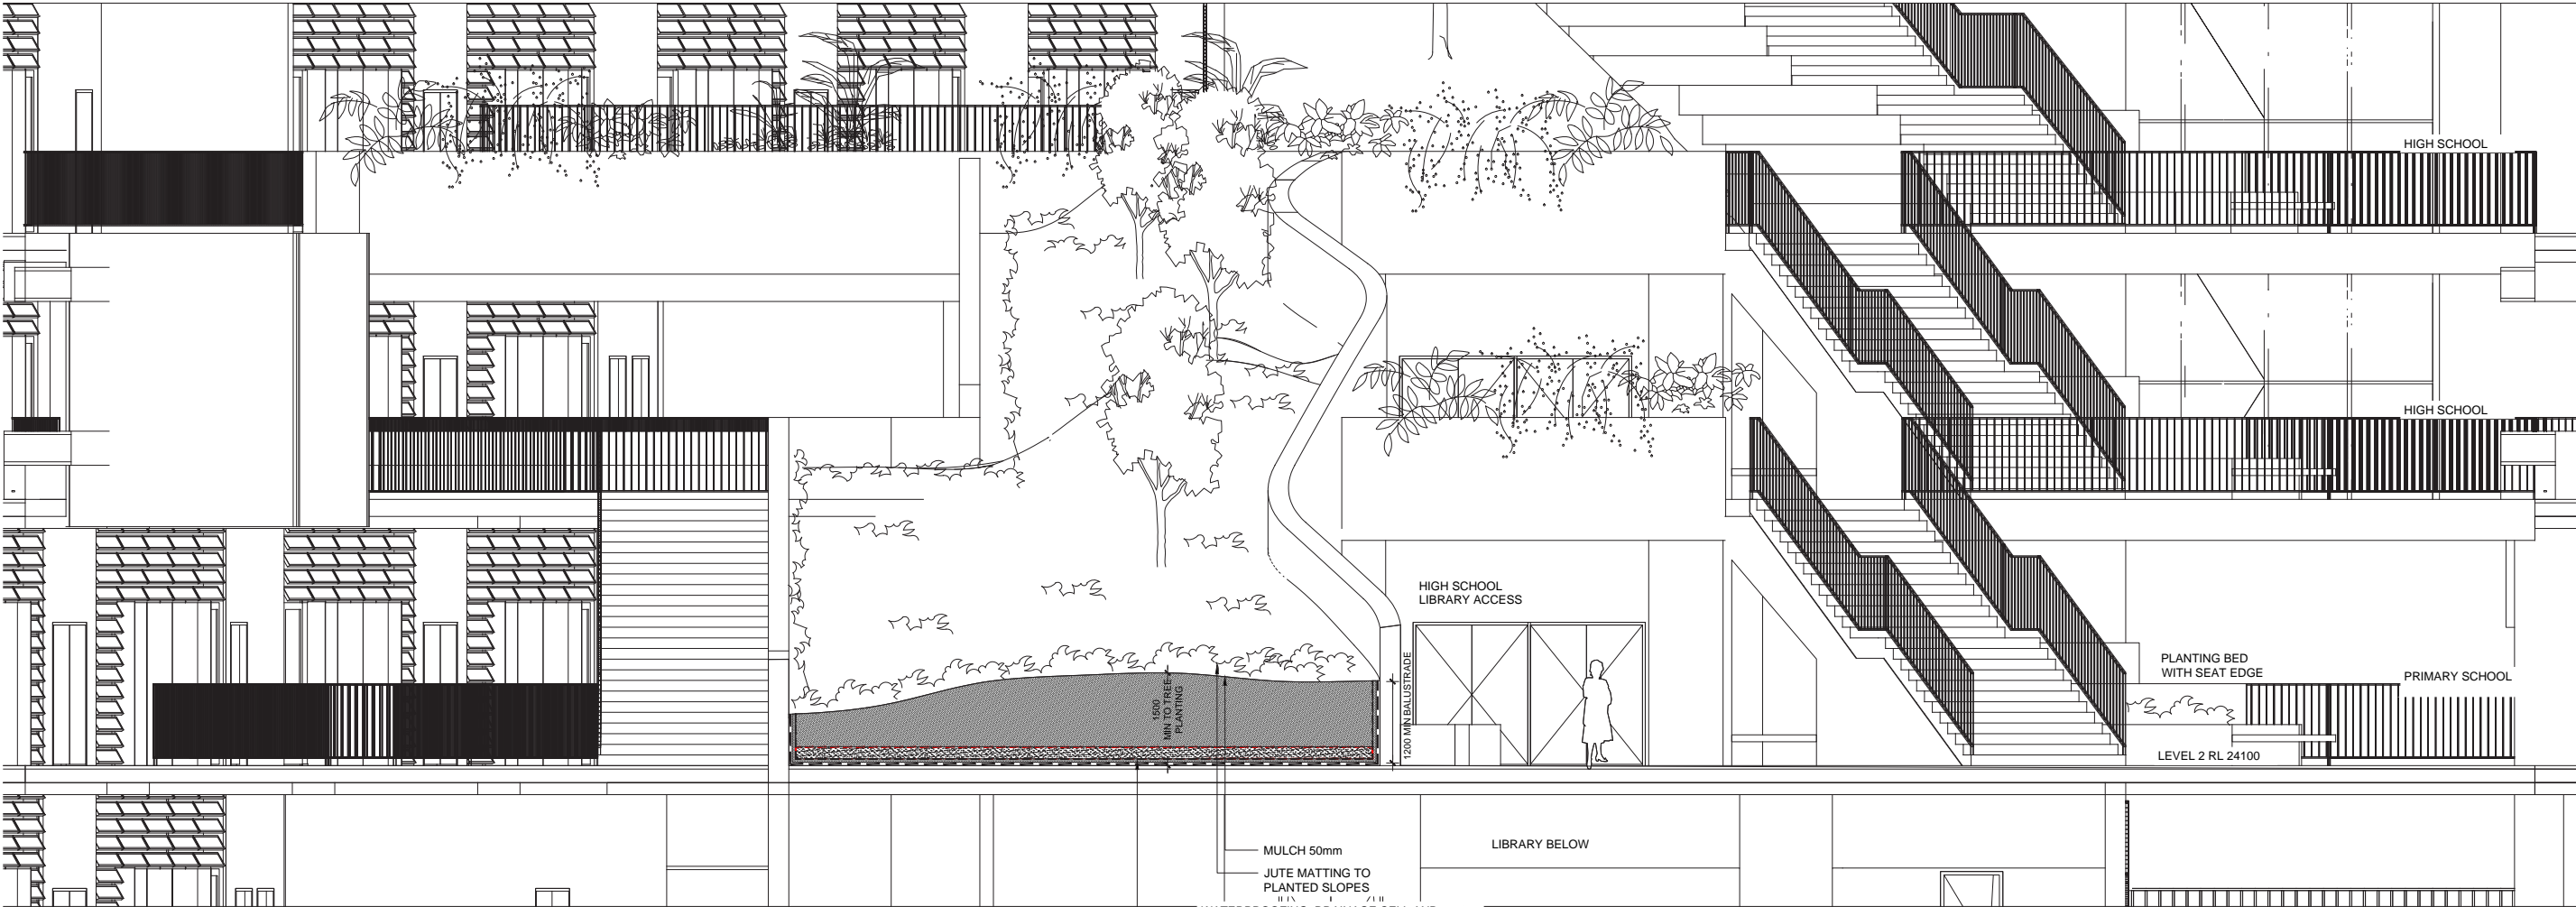 HIGH SCHOOL
HIGH SCHOOL
HIGH SCHOOL
LIBRARY ACCESS
1500
MIN TO TREE
PLANTING
1200 MIN BALUSTRADE
PLANTING BED
WITH SEAT EDGE
PRIMARY SCHOOL
LEVEL 2 RL 24100
MULCH 50mm
JUTE MATTING TO
PLANTED SLOPES
LIBRARY BELOW